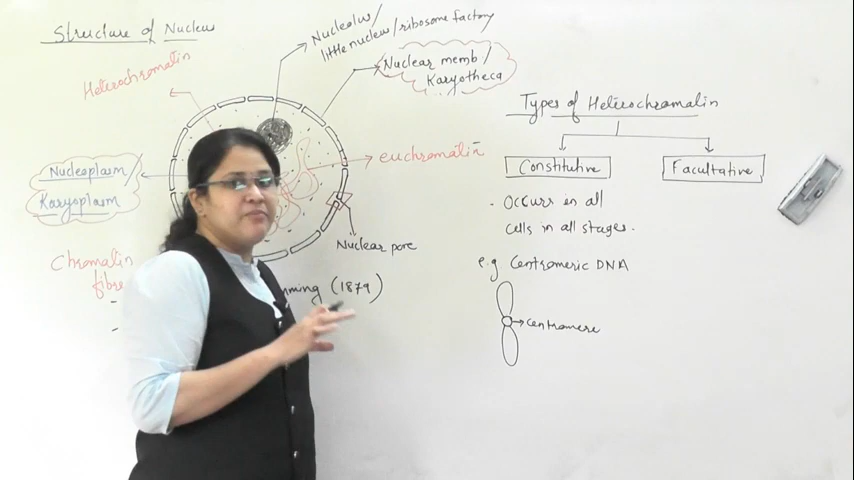 Structure of Nucleus
Nucleolus/
little nucleus/ribosome factory
Nuclear memb/
Karyotheca
Heterochromatin
Nucleoplasm/
Karyoplasm
euchromatin
Nuclear pore
Chromatin
fibre
(1879)
Types of Heterochromatin
Constitutive
Facultative
. Occurs in all
cells in all stages.
e.g Centromeric DNA
centromere